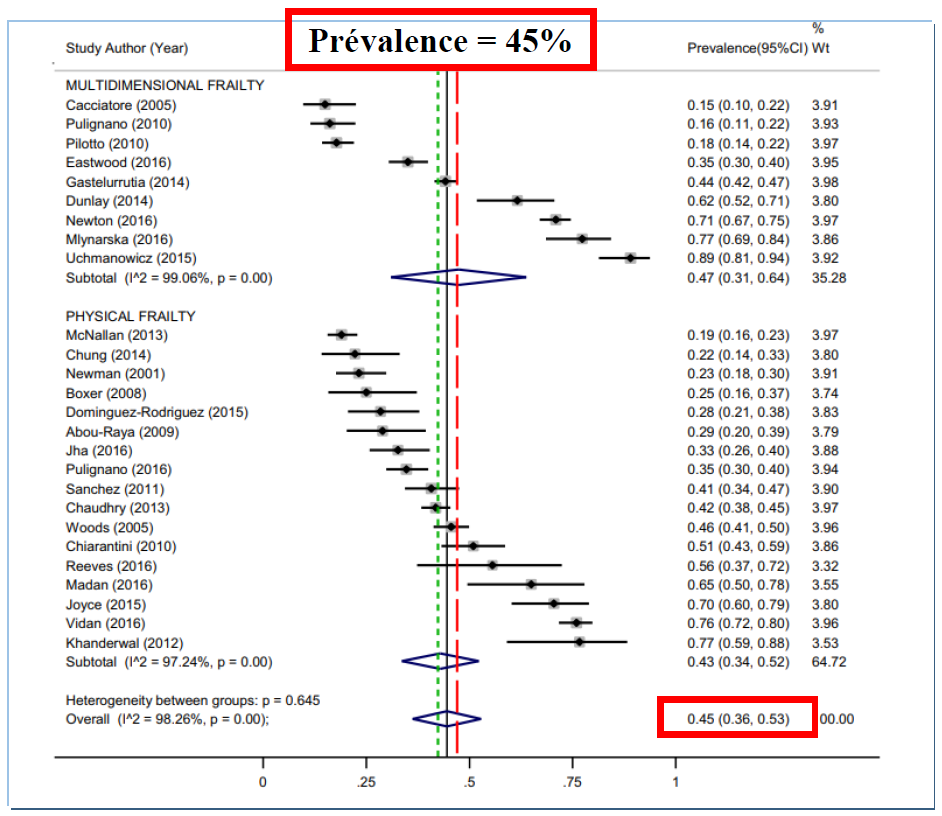 Prévalence = 45%
%
Study Author (Year) Prevalence(95%CI) Wt
MULTIDIMENSIONAL FRAILTY
Cacciatore (2005) 0.15 (0.10, 0.22) 3.91
Pulignano (2010) 0.16 (0.11, 0.22) 3.93
Pilotto (2010) 0.18 (0.14, 0.22) 3.97
Eastwood (2016) 0.35 (0.30, 0.40) 3.95
Gastelurrutia (2014) 0.44 (0.42, 0.47) 3.98
Dunlay (2014) 0.62 (0.52, 0.71) 3.80
Newton (2016) 0.71 (0.67, 0.75) 3.97
Mlynarska (2016) 0.77 (0.69, 0.84) 3.86
Uchmanowicz (2015) 0.89 (0.81, 0.94) 3.92
Subtotal (I^2 = 99.06%, p = 0.00) 0.47 (0.31, 0.64) 35.28
PHYSICAL FRAILTY
McNallan (2013) 0.19 (0.16, 0.23) 3.97
Chung (2014) 0.22 (0.14, 0.33) 3.80
Newman (2001) 0.23 (0.18, 0.30) 3.91
Boxer (2008) 0.25 (0.16, 0.37) 3.74
Dominguez-Rodriguez (2015) 0.28 (0.21, 0.38) 3.83
Abou-Raya (2009) 0.29 (0.20, 0.39) 3.79
Jha (2016) 0.33 (0.26, 0.40) 3.88
Pulignano (2016) 0.35 (0.30, 0.40) 3.94
Sanchez (2011) 0.41 (0.34, 0.47) 3.90
Chaudhry (2013) 0.42 (0.38, 0.45) 3.97
Woods (2005) 0.46 (0.41, 0.50) 3.96
Chiarantini (2010) 0.51 (0.43, 0.59) 3.86
Reeves (2016) 0.56 (0.37, 0.72) 3.32
Madan (2016) 0.65 (0.50, 0.78) 3.55
Joyce (2015) 0.70 (0.60, 0.79) 3.80
Vidan (2016) 0.76 (0.72, 0.80) 3.96
Khanderwal (2012) 0.77 (0.59, 0.88) 3.53
Subtotal (I^2 = 97.24%, p = 0.00) 0.43 (0.34, 0.52) 64.72
Heterogeneity between groups: p = 0.645
Overall (I^2 = 98.26%, p = 0.00); 0.45 (0.36, 0.53) 00.00
0 .25 .5 .75 1